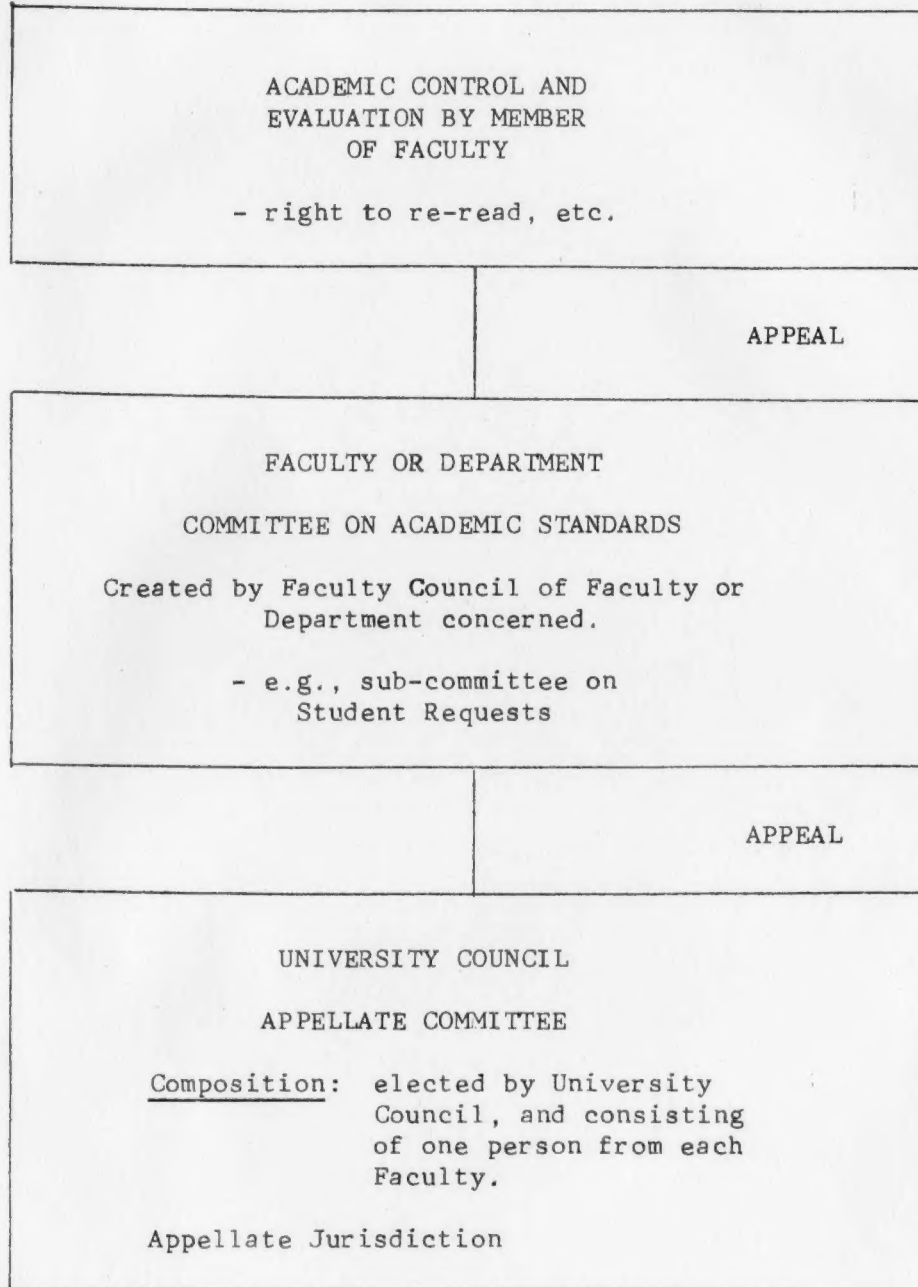 ACADEMIC CONTROL AND
EVALUATION BY MEMBER
OF FACULTY
- right to re-read, etc.
APPEAL
FACULTY OR DEPARTMENT
COMMITTEE ON ACADEMIC STANDARDS
Created by Faculty Council of Faculty or
Department concerned.
- e.g., sub-committee on
Student Requests
APPEAL
UNIVERSITY COUNCIL
APPELLATE COMMITTEE
Composition: elected by University
Council, and consisting
of one person from each
Faculty.
Appellate Jurisdiction